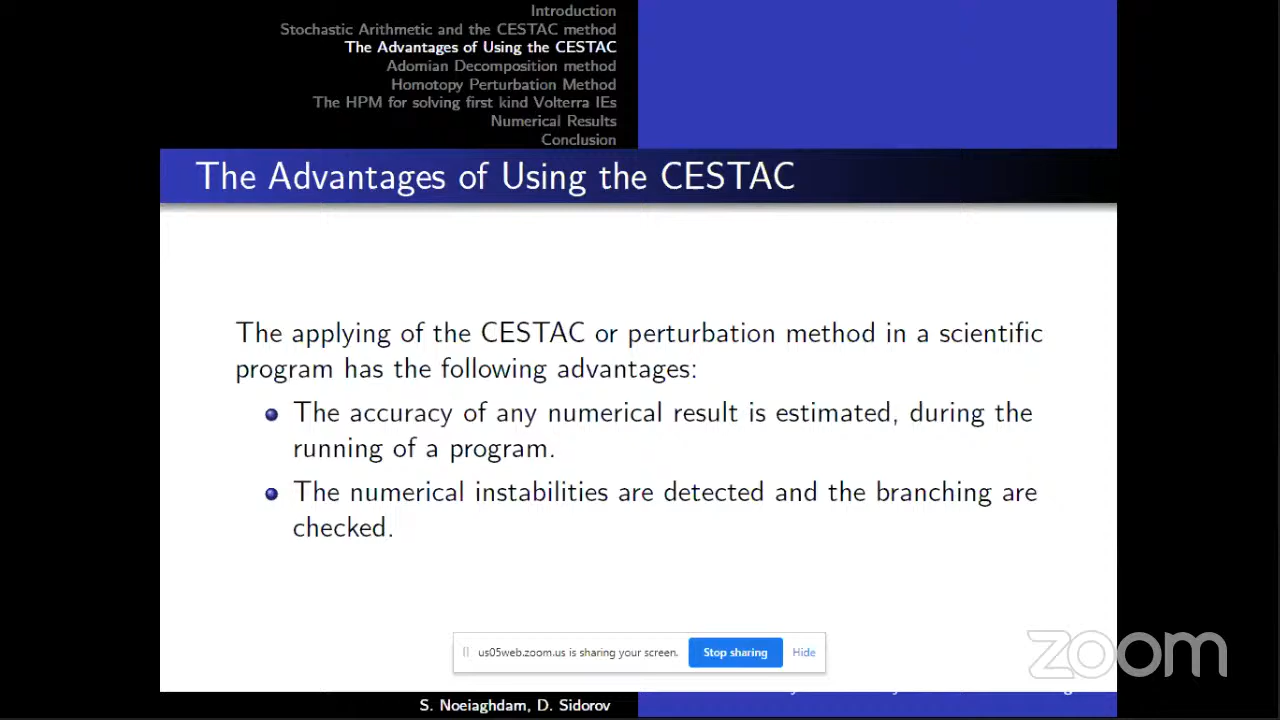 Introduction
Stochastic Arithmetic and the CESTAC method
The Advantages of Using the CESTAC
Adomian Decomposition method
Homotopy Perturbation Method
The HPM for solving first kind Volterra IEs
Numerical Results
Conclusion
The Advantages of Using the CESTAC
The applying of the CESTAC or perturbation method in a scientific
program has the following advantages:
The accuracy of any numerical result is estimated, during the
running of a program.
The numerical instabilities are detected and the branching are
checked.
us05web.zoom.us is sharing your screen.
Stop sharing
Hide
zoom
S. Noeiaghdam, D. Sidorov